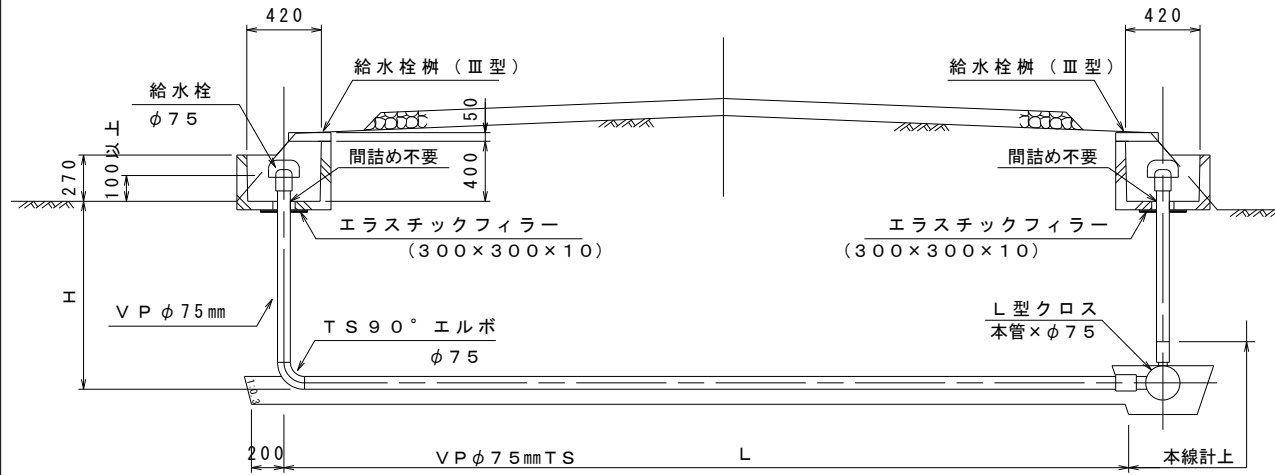 420
420
給水栓桝（Ⅲ型）
給水栓桝（Ⅲ型）
給水栓
φ75
50
100以上
270
400
間詰め不要
間詰め不要
エラスチックフィラー
(300×300×10)
エラスチックフィラー
(300×300×10)
H
VPφ75㎜
TS90°エルボ
φ75
L型クロス
本管×φ75
1:0.3
200
VPφ75㎜TS
L
本線計上